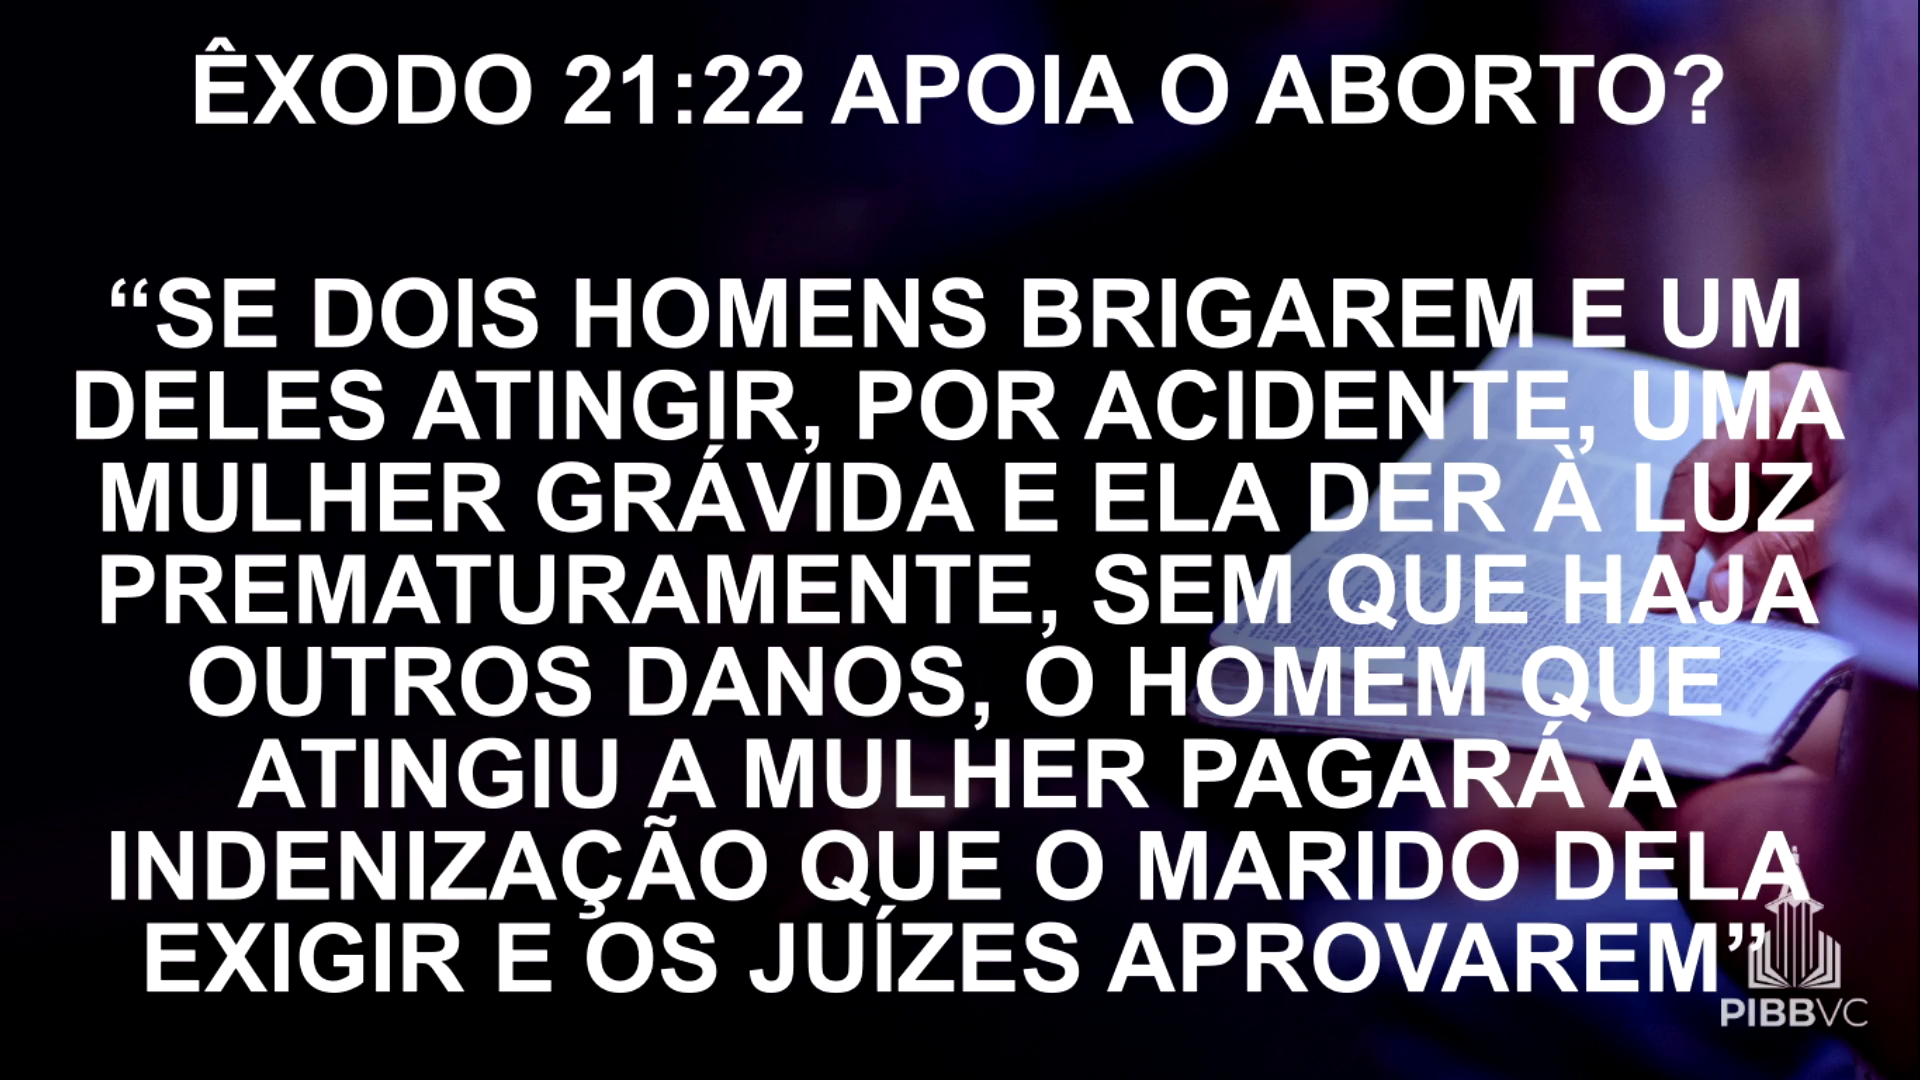 ÊXODO 21:22 APOIA O ABORTO?
“SE DOIS HOMENS BRIGAREM E UM
DELES ATINGIR, POR ACIDENTE, UMA
MULHER GRÁVIDA E ELA DER À LUZ
PREMATURAMENTE, SEM QUE HAJA
OUTROS DANOS, O HOMEM QUE
ATINGIU A MULHER PAGARÁ A
INDENIZAÇÃO QUE O MARIDO DELA
EXIGIR E OS JUÍZES APROVAREM”
PIBBVC